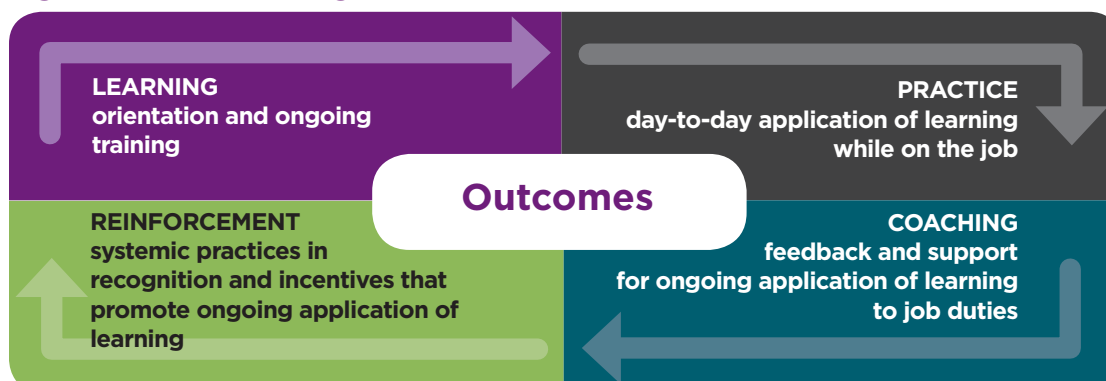 LEARNING
orientation and ongoing
training
PRACTICE
day-to-day application of learning
while on the job
Outcomes
REINFORCEMENT
systemic practices in
recognition and incentives that
promote ongoing application of
learning
COACHING
feedback and support
for ongoing application of learning
to job duties